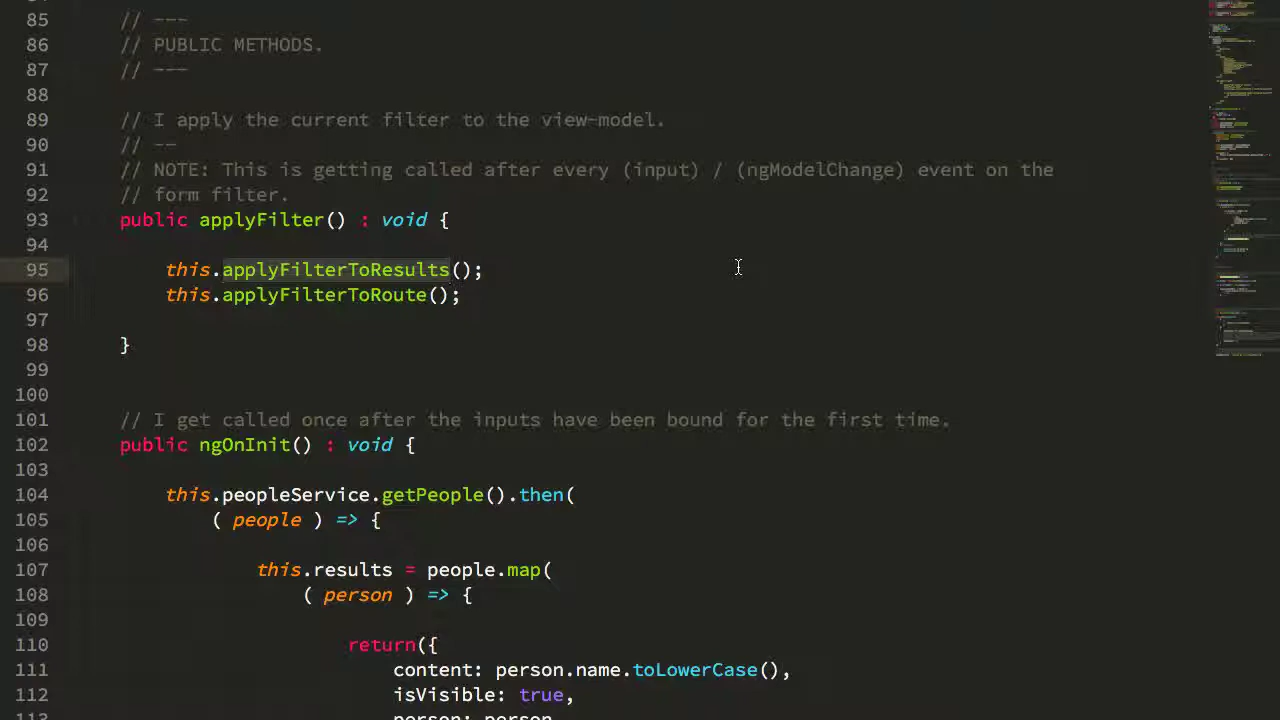 85 // ---
86 // PUBLIC METHODS.
87 // ---
88
89 // I apply the current filter to the view-model.
90 // --
91 // NOTE: This is getting called after every (input) / (ngModelChange) event on the
92 // form filter.
93 public applyFilter() : void {
94
95 this.applyFilterToResults();
96 this.applyFilterToRoute();
97
98 }
99
100
101 // I get called once after the inputs have been bound for the first time.
102 public ngOnInit() : void {
103
104 this.peopleService.getPeople().then(
105 ( people ) => {
106
107 this.results = people.map(
108 ( person ) => {
109
110 return({
111 content: person.name.toLowerCase(),
112 isVisible: true,
113 person: person